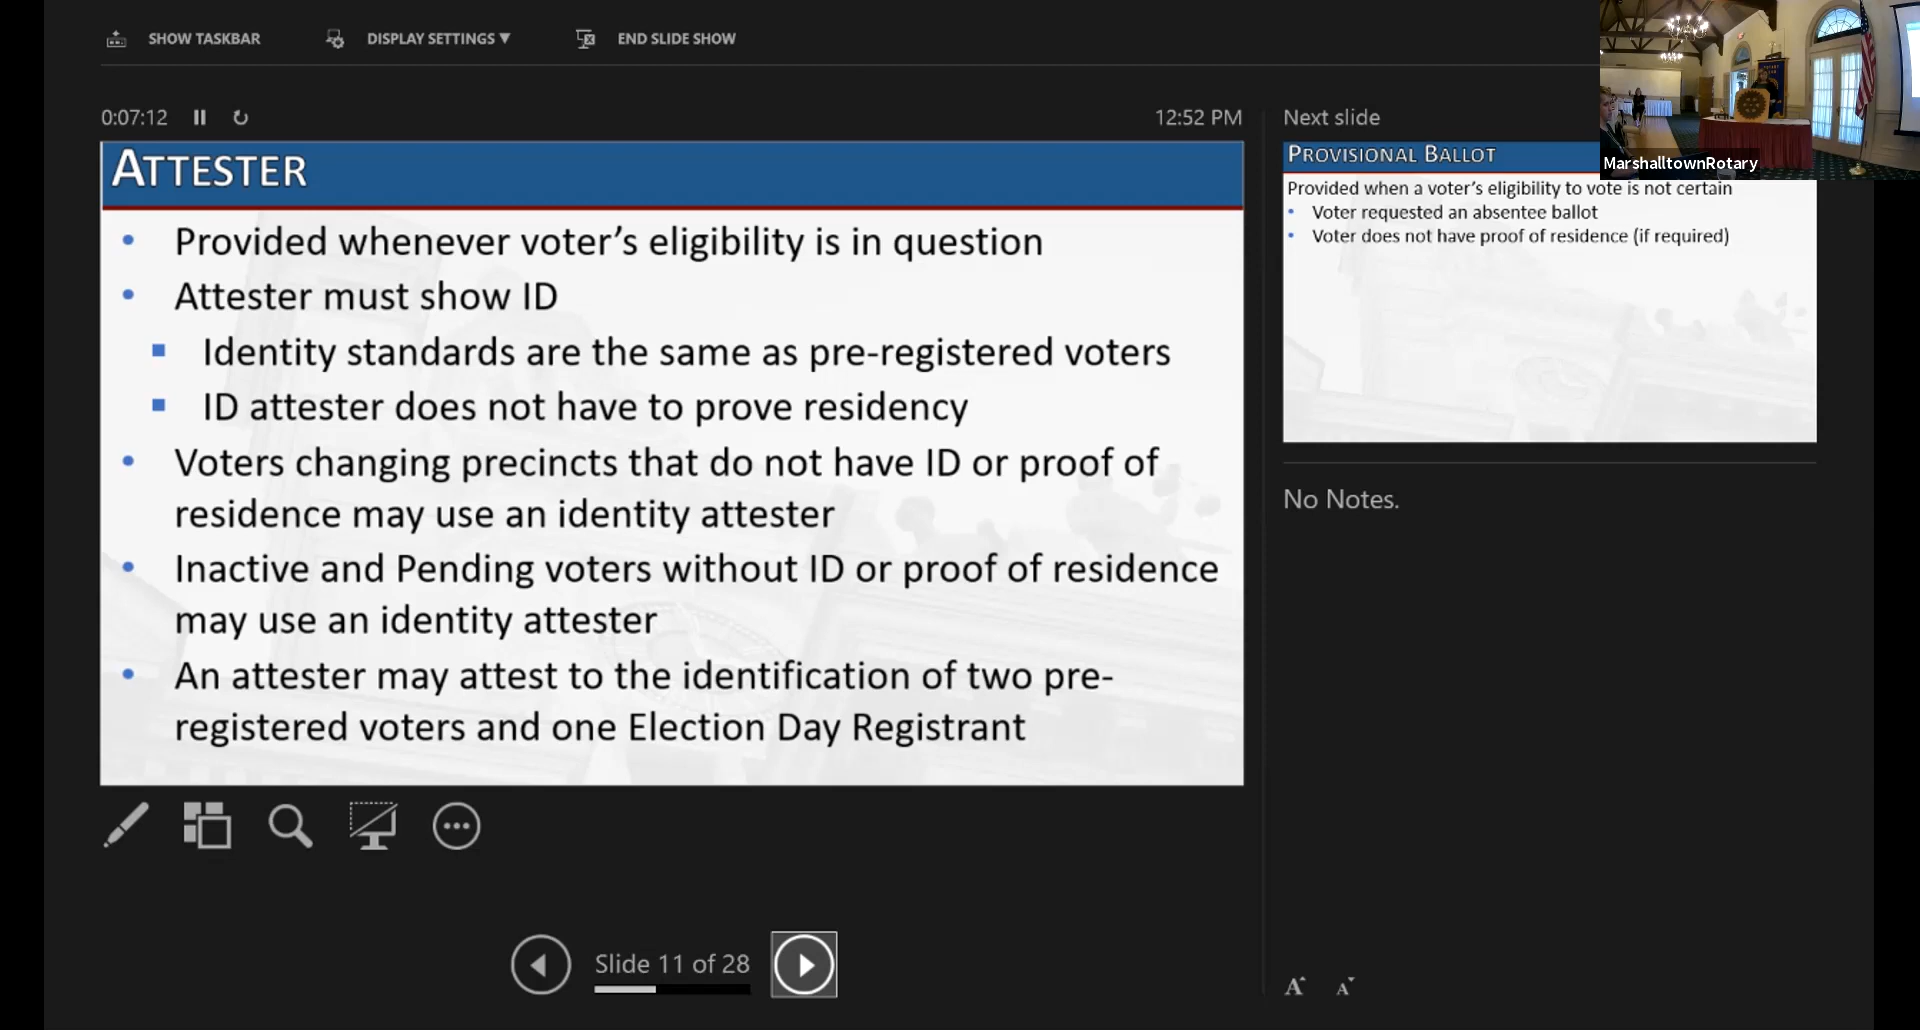 SHOW TASKBAR
DISPLAY SETTINGS ▼
END SLIDE SHOW
0:07:12
12:52 PM
ATTESTER
• Provided whenever voter's eligibility is in question
• Attester must show ID
▪ Identity standards are the same as pre-registered voters
▪ ID attester does not have to prove residency
• Voters changing precincts that do not have ID or proof of
residence may use an identity attester
• Inactive and Pending voters without ID or proof of residence
may use an identity attester
• An attester may attest to the identification of two pre-
registered voters and one Election Day Registrant
Slide 11 of 28
Next slide
MarshalltownRotary
PROVISIONAL BALLOT
Provided when a voter's eligibility to vote is not certain
• Voter requested an absentee ballot
• Voter does not have proof of residence (if required)
No Notes.
A A